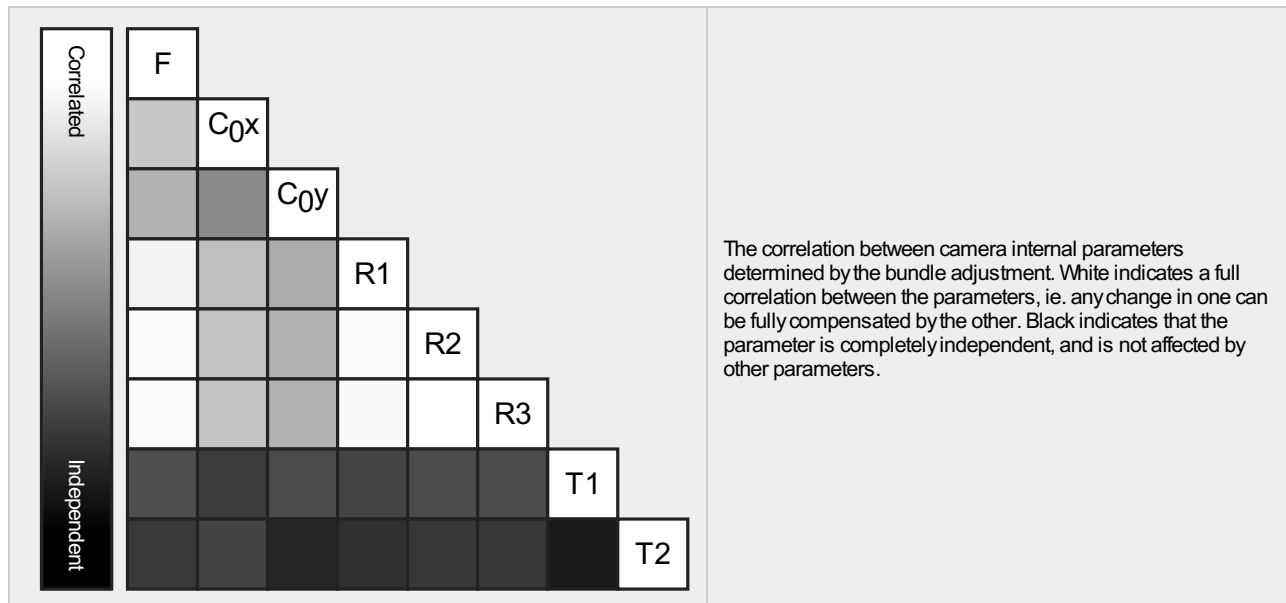 Correlated
Independent
F
C0x
C0y
R1
R2
R3
T1
T2
The correlation between camera internal parameters
determined by the bundle adjustment. White indicates a full
correlation between the parameters, ie. any change in one can
be fully compensated by the other. Black indicates that the
parameter is completely independent, and is not affected by
other parameters.